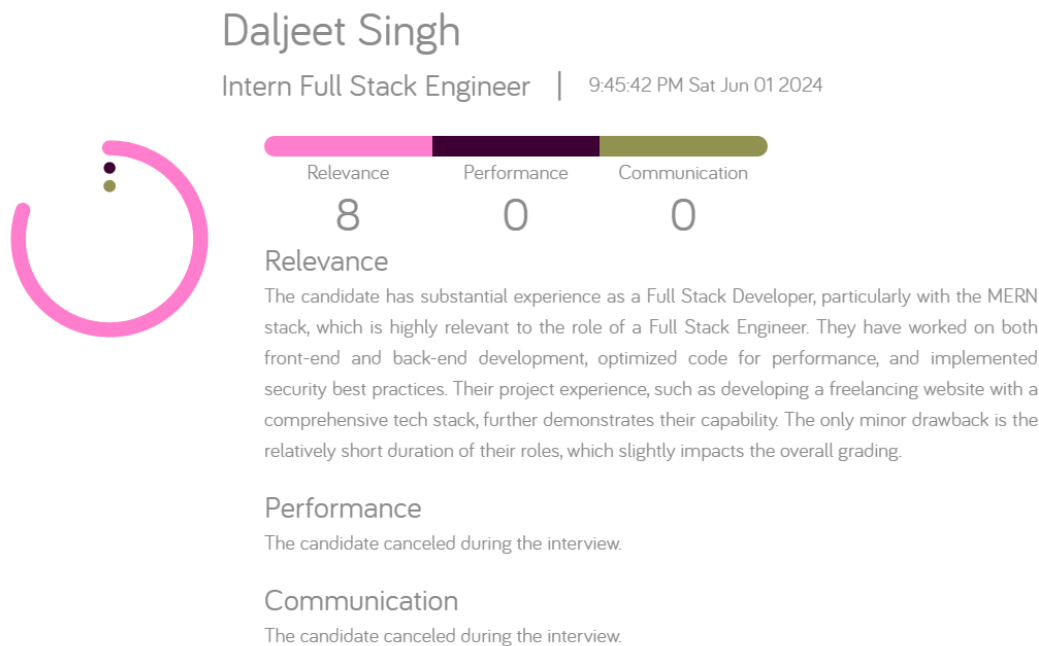 Daljeet Singh
Intern Full Stack Engineer | 9:45:42 PM Sat Jun 01 2024
Relevance Performance Communication
8 0 0
Relevance
The candidate has substantial experience as a Full Stack Developer, particularly with the MERN
stack, which is highly relevant to the role of a Full Stack Engineer. They have worked on both
front-end and back-end development, optimized code for performance, and implemented
security best practices. Their project experience, such as developing a freelancing website with a
comprehensive tech stack, further demonstrates their capability. The only minor drawback is the
relatively short duration of their roles, which slightly impacts the overall grading.
Performance
The candidate canceled during the interview.
Communication
The candidate canceled during the interview.